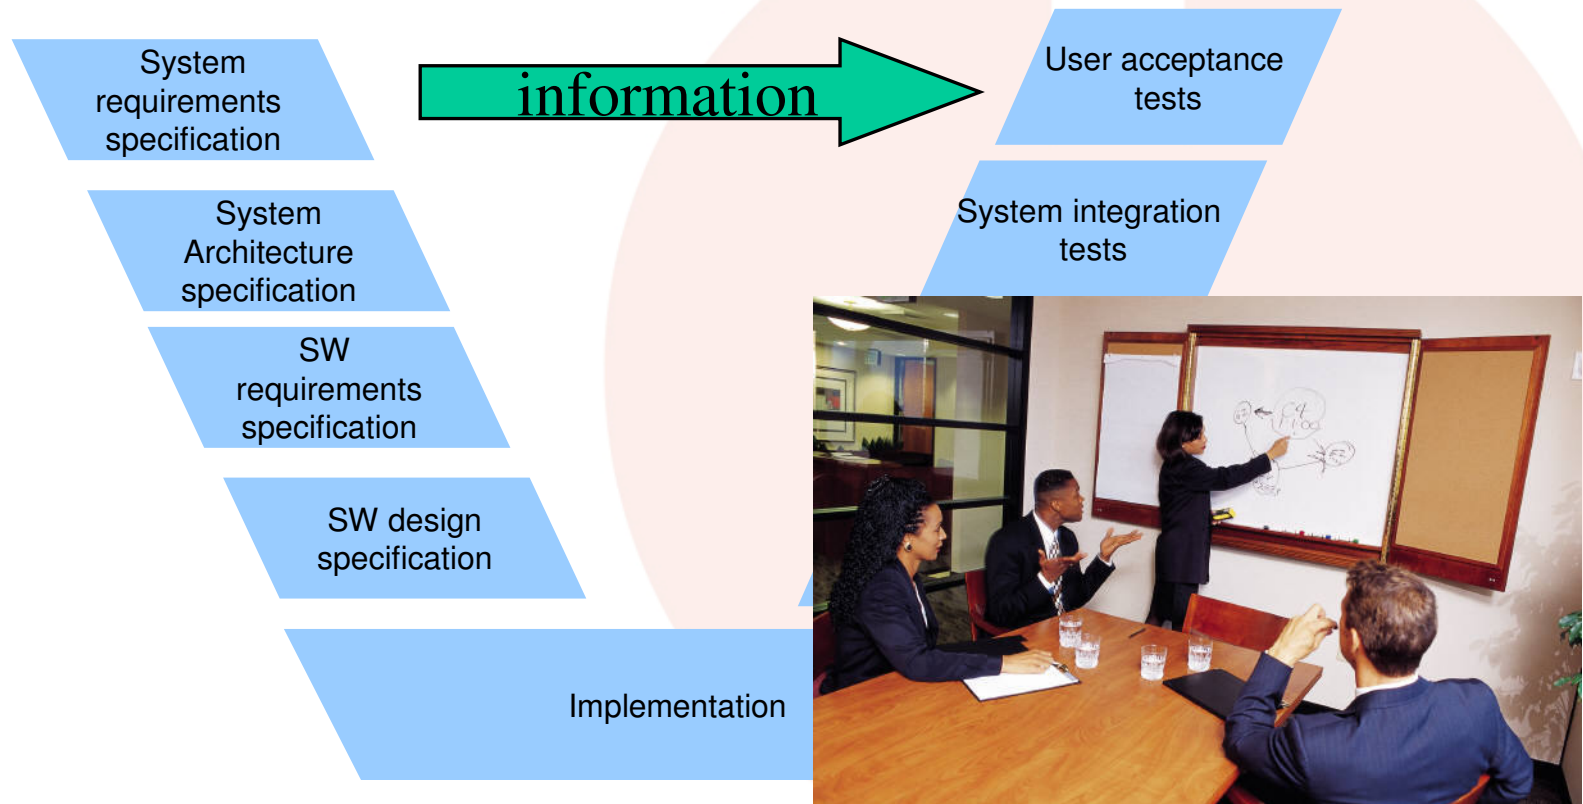 System
requirements
specification
information
User acceptance
tests
System
Architecture
specification
System integration
tests
SW
requirements
specification
SW design
specification
Implementation